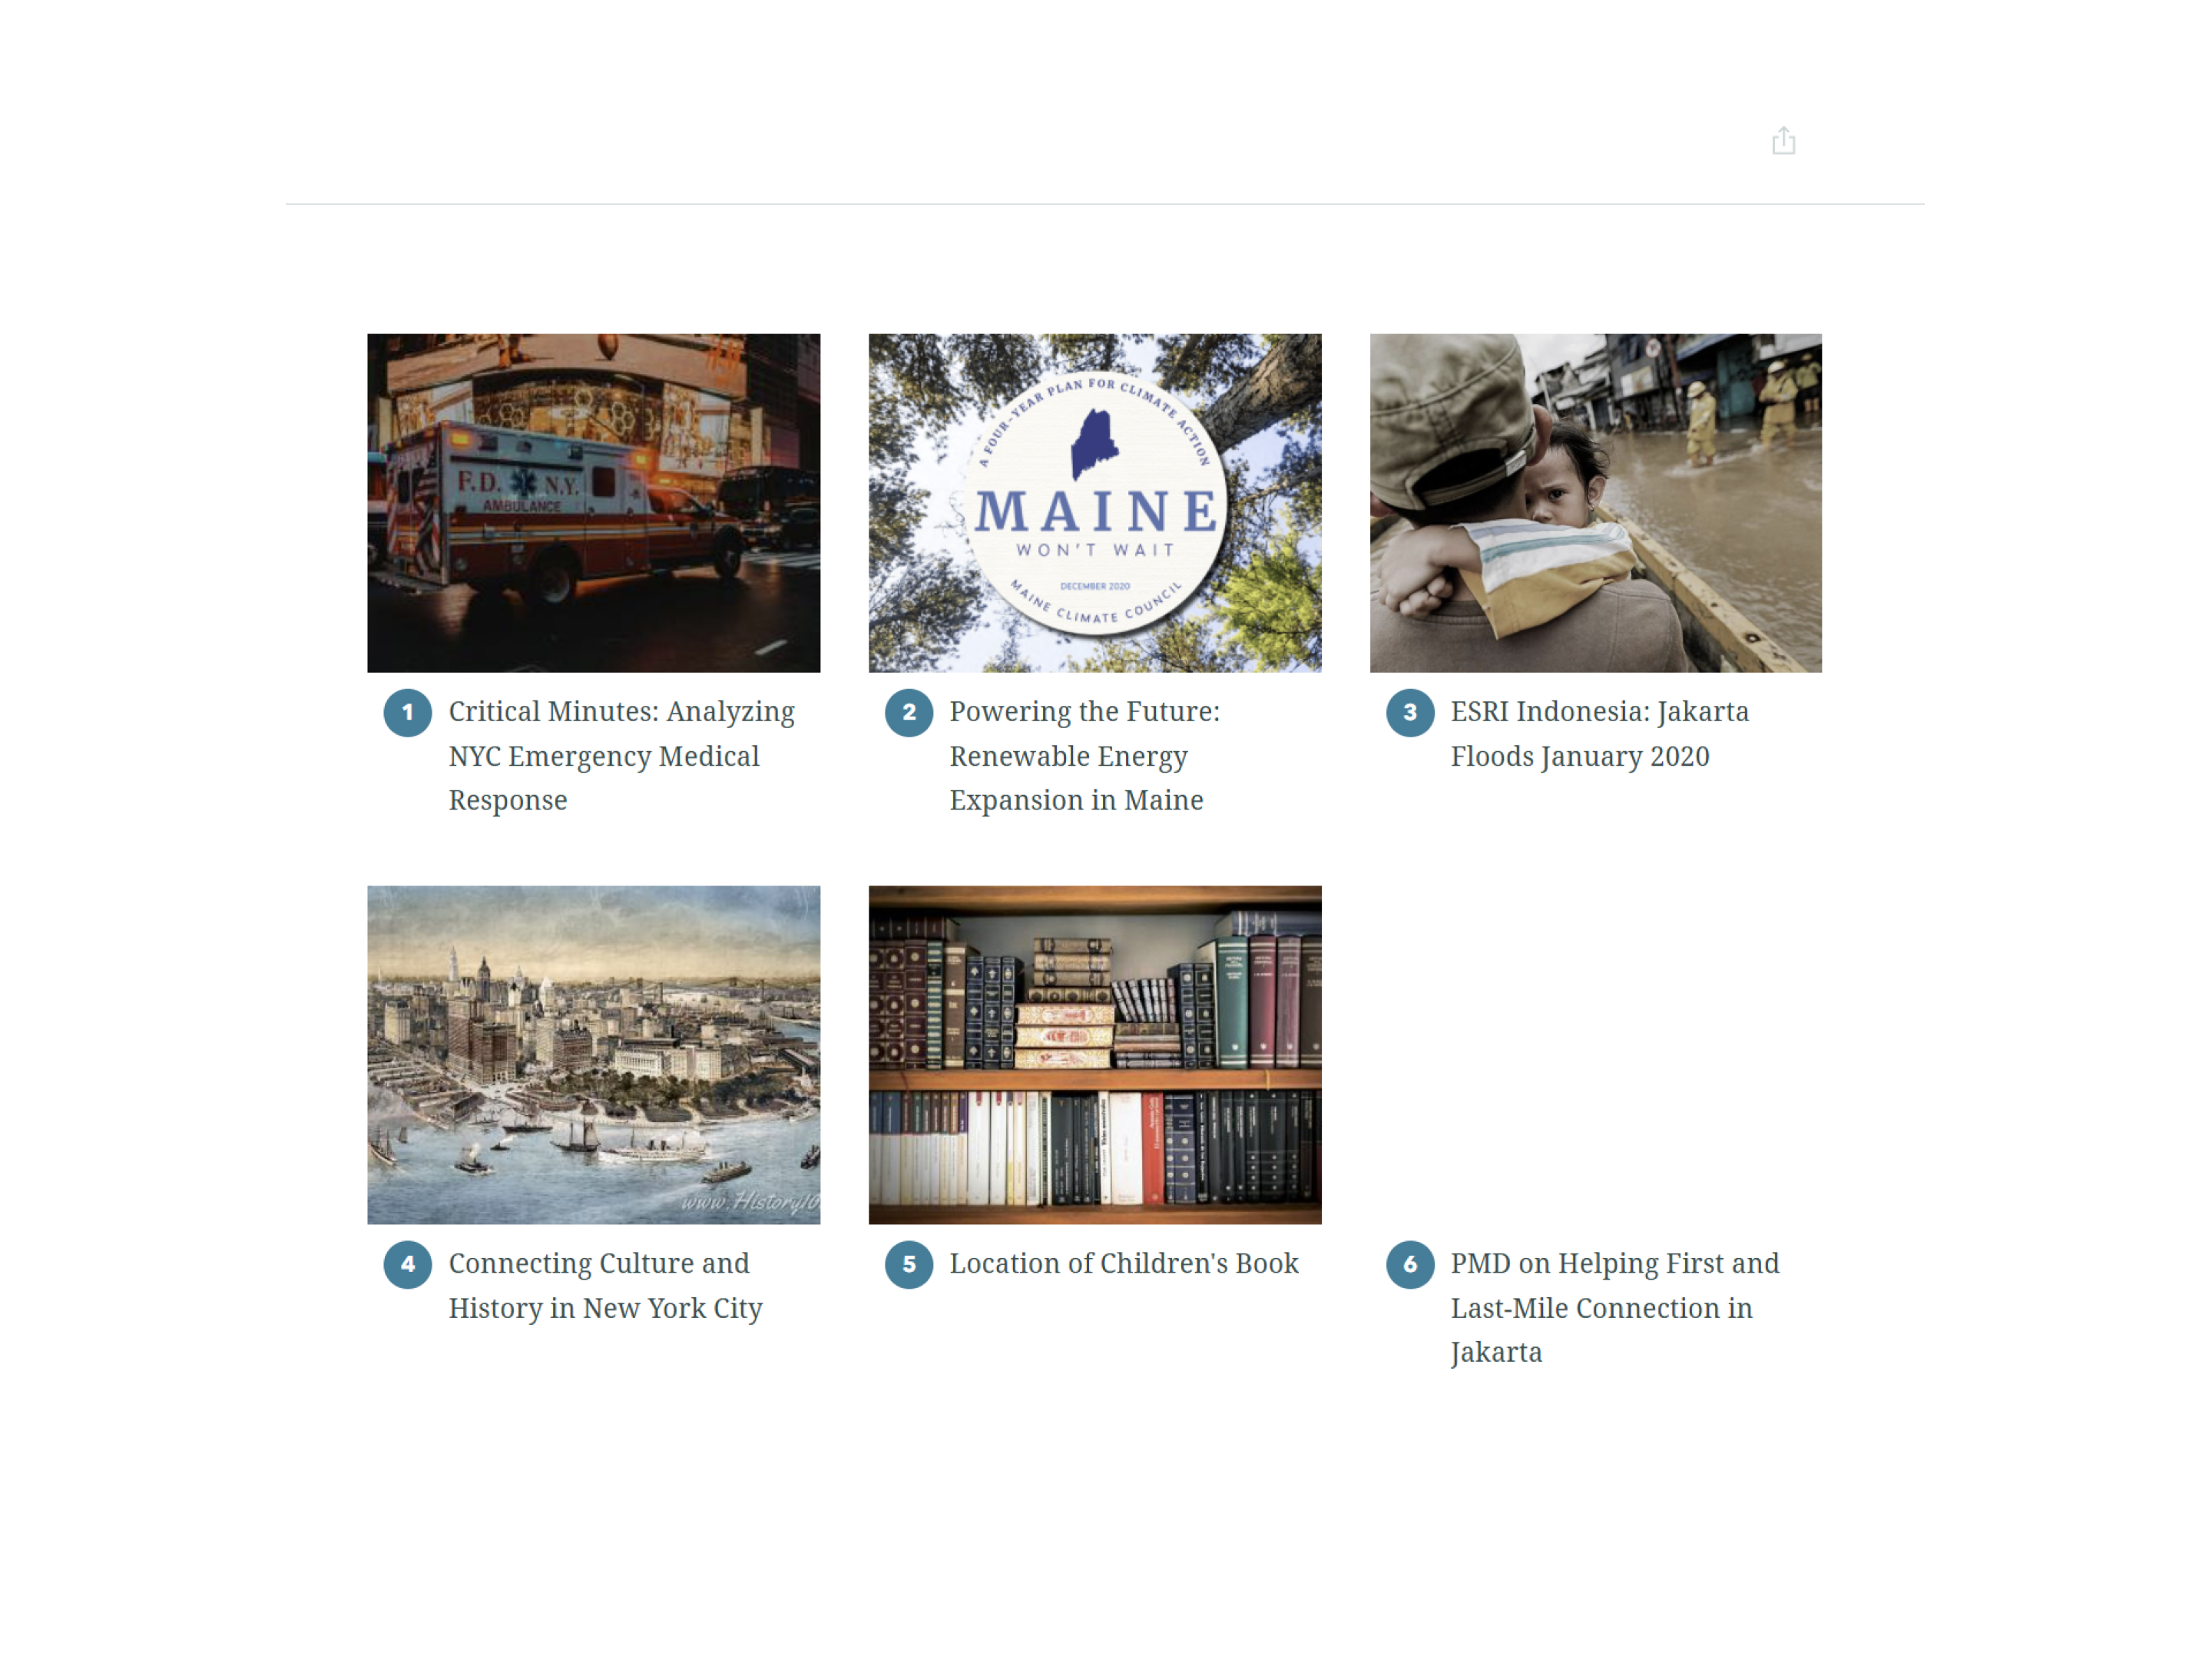 F.D. N.Y.
AMBULANCE
A FOUR-YEAR PLAN FOR CLIMATE ACTION
MAINE
WON'T WAIT
DECEMBER 2020
MAINE CLIMATE COUNCIL
1 Critical Minutes: Analyzing
NYC Emergency Medical
Response
2 Powering the Future:
Renewable Energy
Expansion in Maine
3 ESRI Indonesia: Jakarta
Floods January 2020
www.History10
4 Connecting Culture and
History in New York City
5 Location of Children's Book
6 PMD on Helping First and
Last-Mile Connection in
Jakarta